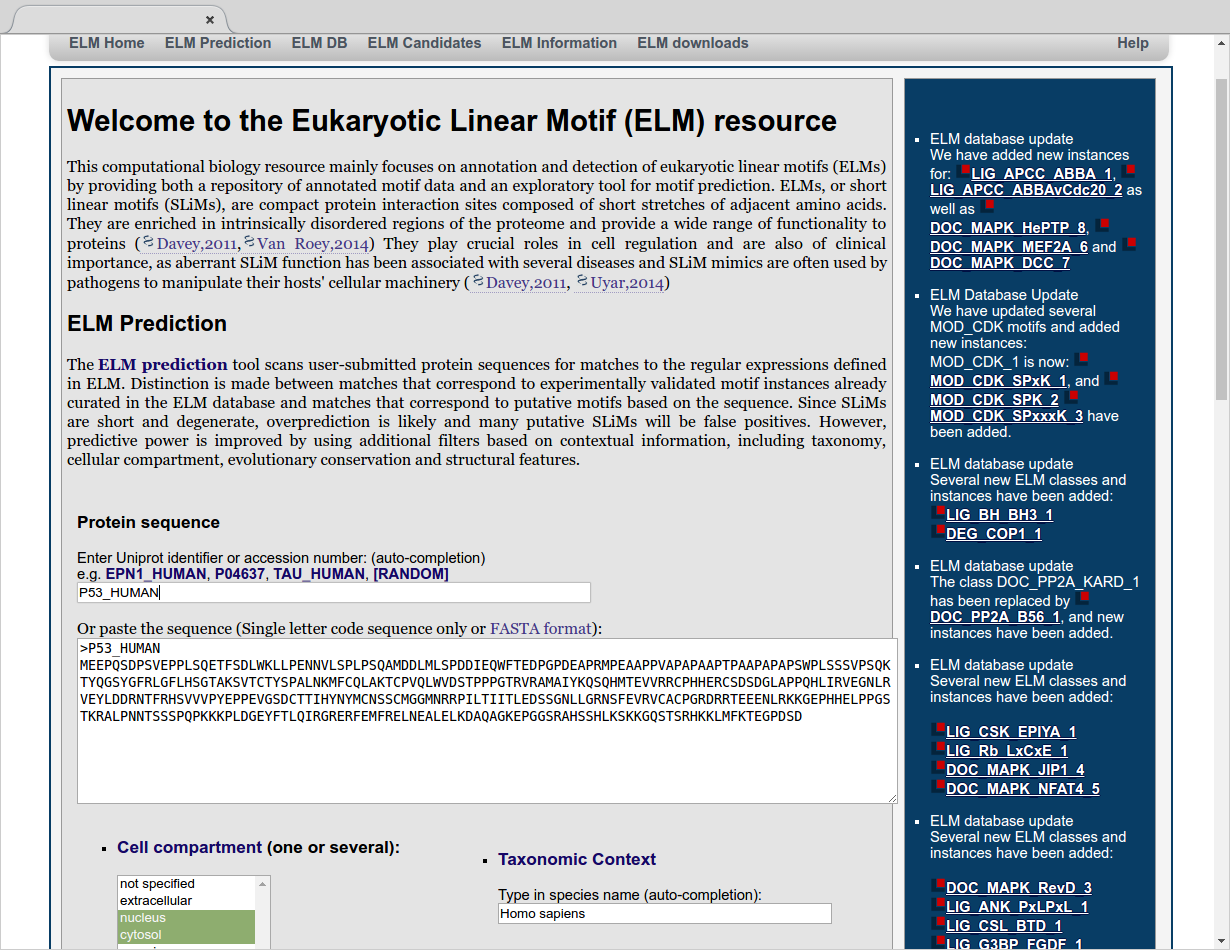 ELM Home ELM Prediction ELM DB ELM Candidates ELM Information ELM downloads Help
Welcome to the Eukaryotic Linear Motif (ELM) resource
This computational biology resource mainly focuses on annotation and detection of eukaryotic linear motifs (ELMs)
by providing both a repository of annotated motif data and an exploratory tool for motif prediction. ELMs, or short
linear motifs (SLiMs), are compact protein interaction sites composed of short stretches of adjacent amino acids.
They are enriched in intrinsically disordered regions of the proteome and provide a wide range of functionality to
proteins (Davey,2011, Van Roey,2014) They play crucial roles in cell regulation and are also of clinical
importance, as aberrant SLiM function has been associated with several diseases and SLiM mimics are often used by
pathogens to manipulate their hosts' cellular machinery (Davey,2011, Uyar,2014)
ELM Prediction
The ELM prediction tool scans user-submitted protein sequences for matches to the regular expressions defined
in ELM. Distinction is made between matches that correspond to experimentally validated motif instances already
curated in the ELM database and matches that correspond to putative motifs based on the sequence. Since SLiMs
are short and degenerate, overprediction is likely and many putative SLiMs will be false positives. However,
predictive power is improved by using additional filters based on contextual information, including taxonomy,
cellular compartment, evolutionary conservation and structural features.
Protein sequence
Enter Uniprot identifier or accession number: (auto-completion)
e.g. EPN1_HUMAN, P04637, TAU_HUMAN, [RANDOM]
P53_HUMAN
Or paste the sequence (Single letter code sequence only or FASTA format):
>P53_HUMAN
MEEPQSDPSVEPPLSQETFSDLWKLLPENNVLSPLPSQAMDDLMLSPDDIEQWFTEDPGPDEAPRMPEAAPPVAPAPAAPTPAAPAPAPSWPLSSSVPSQK
TYQGSYGFRLGFLHSGTAKSVTCTYSPALNKMFCQLAKTCPVQLWVDSTPPPGTRVRAMAIYKQSQHMTEVVRRCPHHERCSDSDGLAPPQHLIRVEGNLR
VEYLDDRNTFRHSVVVPYEPPEVGSDCTTIHYNYMCNSSCMGGMNRRPILTIITLEDSSGNLLGRNSFEVRVCACPGRDRRTEEENLRKKGEPHHELPPGS
TKRALPNNTSSSPQPKKKPLDGEYFTLQIRGRERFEMFRELNEALELKDAQAGKEPGGSRAHSSHLKSKKGQSTSRHKKLMFKTEGPDSD
Cell compartment (one or several):
not specified
extracellular
nucleus
cytosol
Taxonomic Context
Type in species name (auto-completion):
Homo sapiens
ELM database update
We have added new instances
for: LIG_APCC_ABBA_1,
LIG_APCC_ABBAvCdc20_2 as
well as
DOC_MAPK_HePTP_8,
DOC_MAPK_MEF2A_6 and
DOC_MAPK_DCC_7
ELM Database Update
We have updated several
MOD_CDK motifs and added
new instances:
MOD_CDK_1 is now:
MOD_CDK_SPxK_1, and
MOD_CDK_SPK_2
MOD_CDK_SPxxxK_3 have
been added.
ELM database update
Several new ELM classes and
instances have been added:
LIG_BH_BH3_1
DEG_COP1_1
ELM database update
The class DOC_PP2A_KARD_1
has been replaced by
DOC_PP2A_B56_1, and new
instances have been added.
ELM database update
Several new ELM classes and
instances have been added:
LIG_CSK_EPIYA_1
LIG_Rb_LxCxE_1
DOC_MAPK_JIP1_4
DOC_MAPK_NFAT4_5
ELM database update
Several new ELM classes and
instances have been added:
DOC_MAPK_RevD_3
LIG_ANK_PxLPxL_1
LIG_CSL_BTD_1
LIG_G3BP_FGDF_1